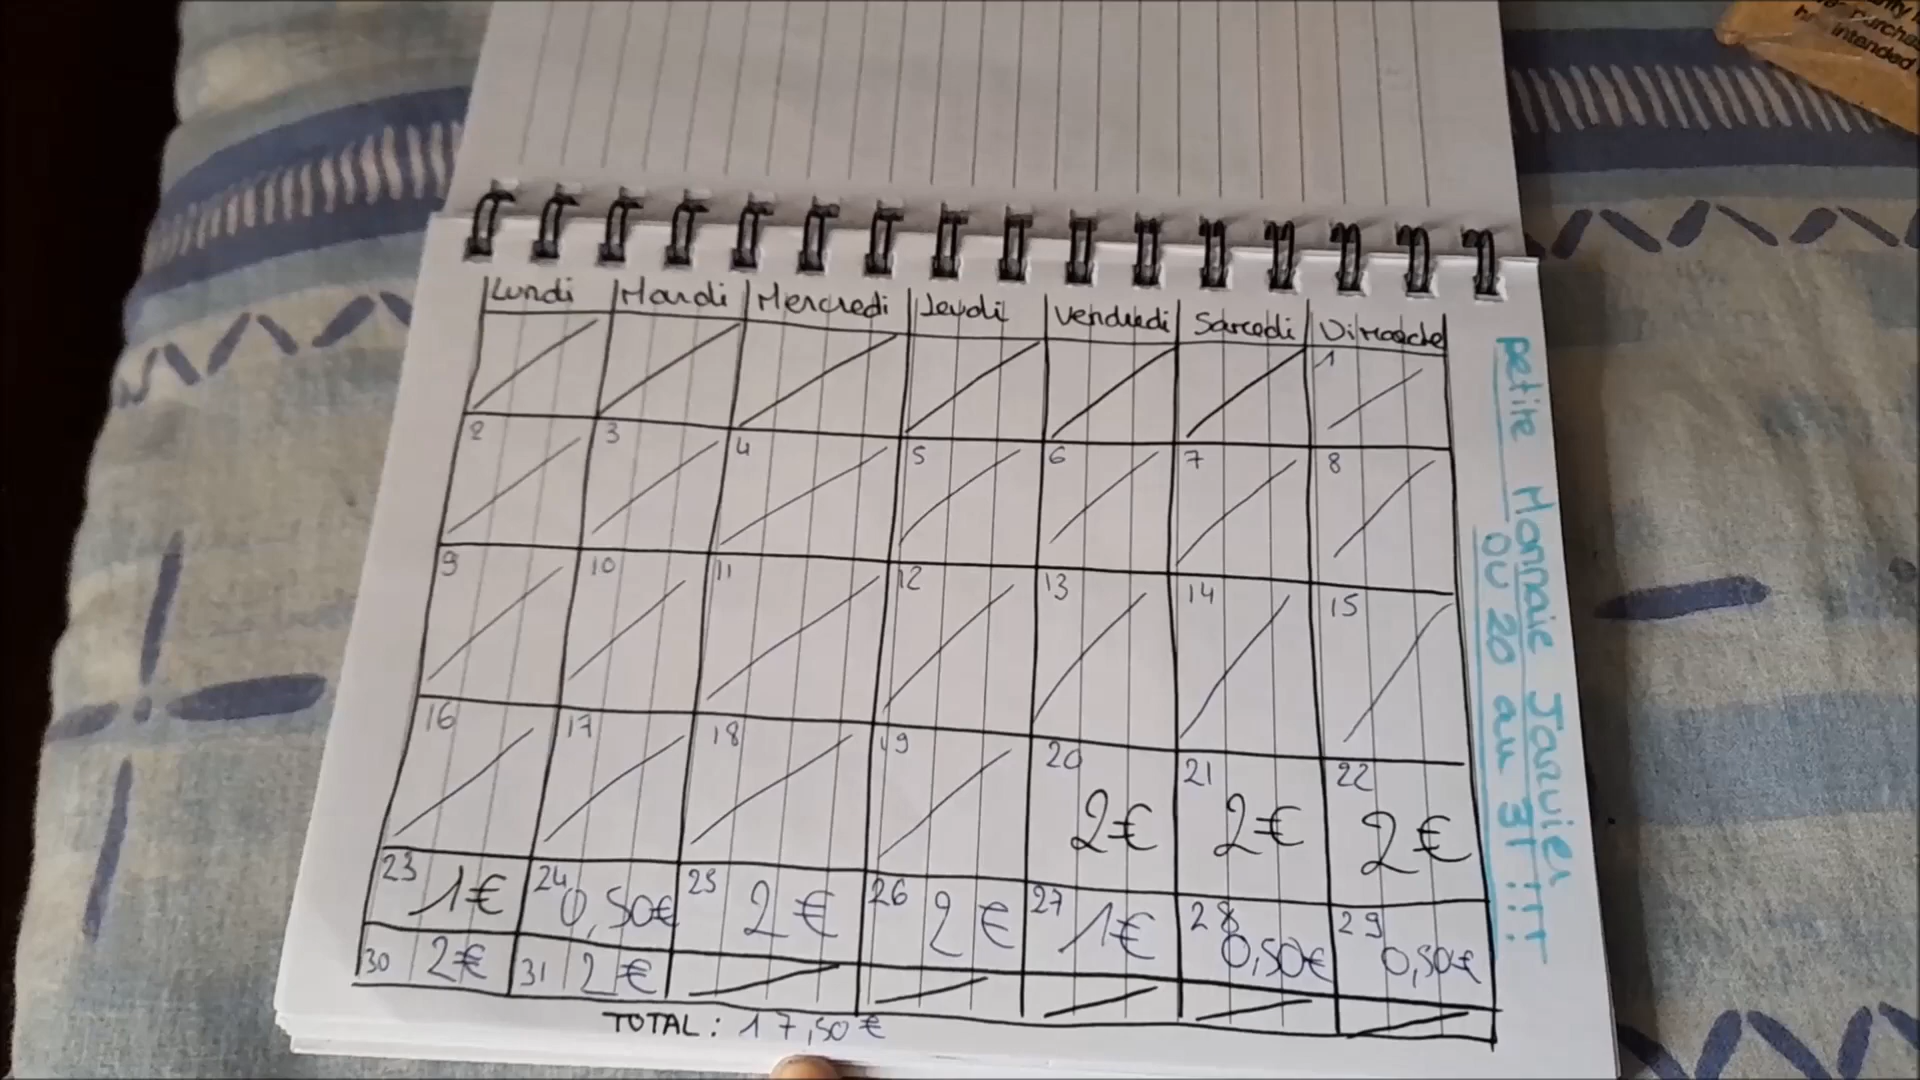 Lundi Mardi Mercredi Jeudi Vendredi Samedi Dimanche
1
2 3 4 5 6 7 8
9 10 11 12 13 14 15
16 17 18 19 20 21 22
2€ 2€ 2€
23 1€ 24 0,50€ 25 2€ 26 2€ 27 1€ 28 0,50€ 29 0,50€
30 2€ 31 2€
TOTAL : 17,50€
Petite Monnaie Janvier
DU 20 au 31 !!!!
intended